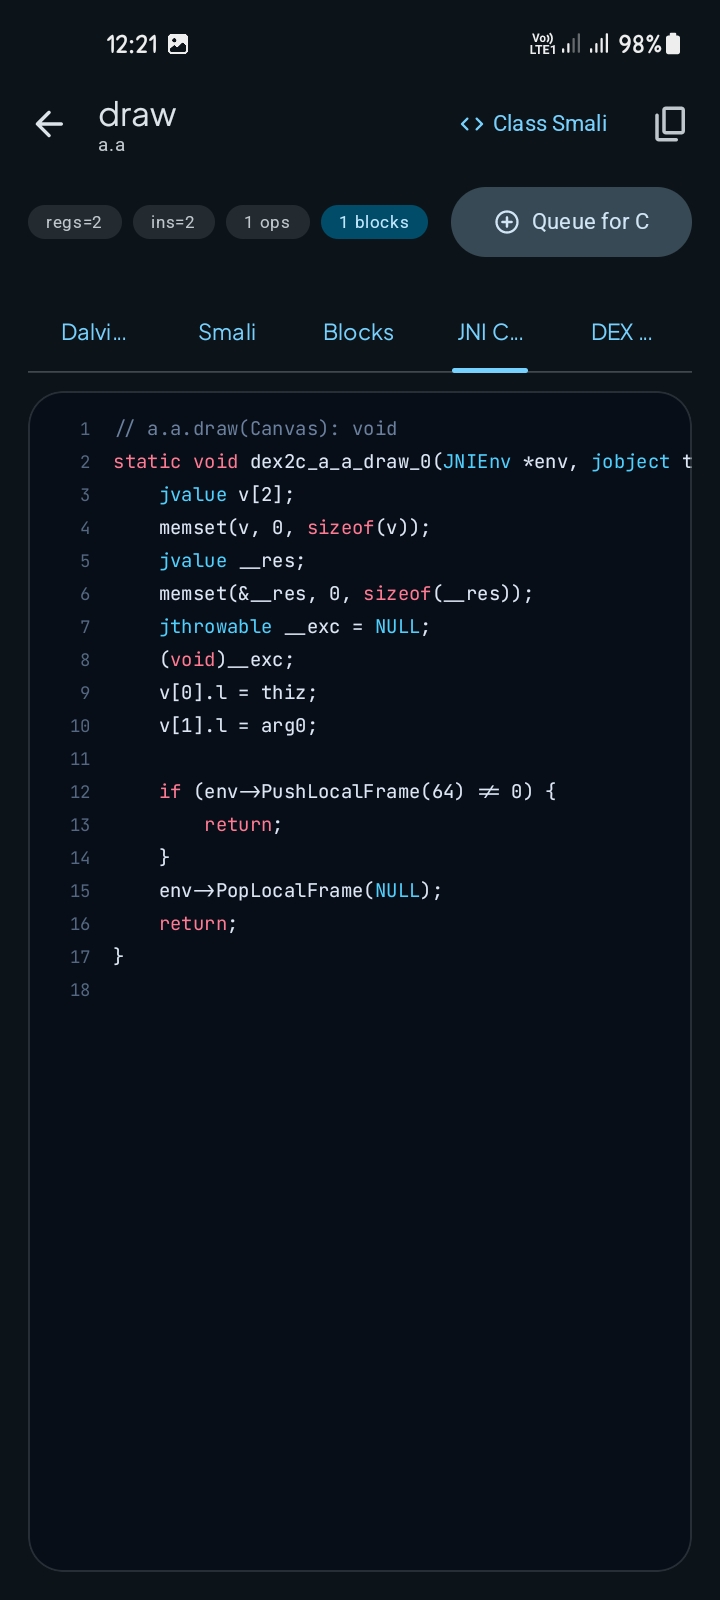 12:21 Vo)) LTE1 98%
draw
a.a
<> Class Smali
regs=2 ins=2 1 ops 1 blocks Queue for C
Dalvi... Smali Blocks JNI C... DEX ...
1 // a.a.draw(Canvas): void
2 static void dex2c_a_a_draw_0(JNIEnv *env, jobject t
3     jvalue v[2];
4     memset(v, 0, sizeof(v));
5     jvalue __res;
6     memset(&__res, 0, sizeof(__res));
7     jthrowable __exc = NULL;
8     (void)__exc;
9     v[0].l = thiz;
10     v[1].l = arg0;
11
12     if (env->PushLocalFrame(64) != 0) {
13         return;
14     }
15     env->PopLocalFrame(NULL);
16     return;
17 }
18